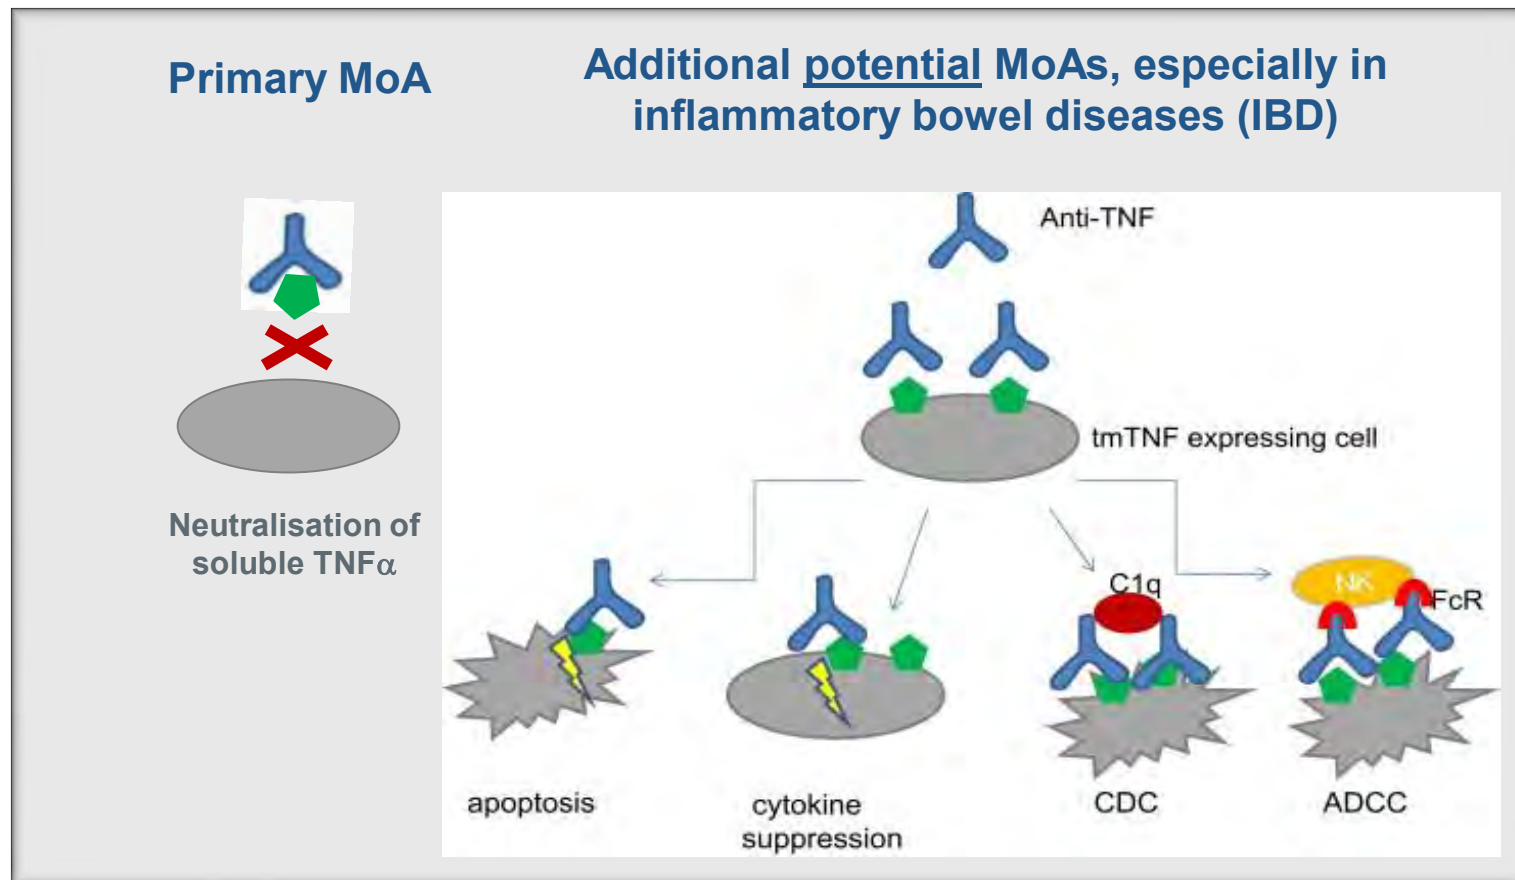 Primary MoA
Additional potential MoAs, especially in
inflammatory bowel diseases (IBD)
Anti-TNF
tmTNF expressing cell
Neutralisation of
soluble TNFα
C1q
NK
FcR
apoptosis
cytokine
suppression
CDC
ADCC